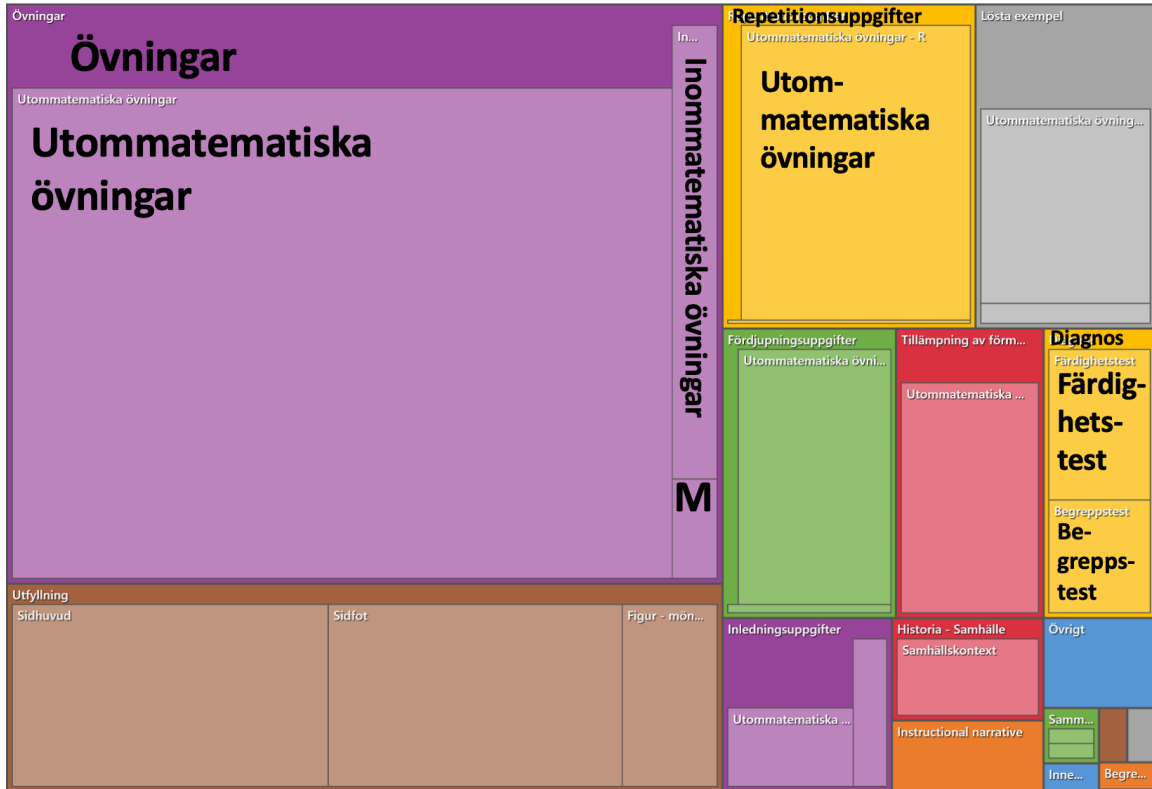 Övningar
Övningar
Utommatematiska övningar
Utommatematiska
övningar
In...
Inommatematiska övningar
M
Utfyllning
Sidhuvud
Sidfot
Figur - mön...
Repetitionsuppgifter
Utommatematiska övningar - R
Utom-
matematiska
övningar
Lösta exempel
Utommatematiska övning...
Fördjupningsuppgifter
Utommatematiska övni...
Tillämpning av förm...
Utommatematiska ...
Diagnos
Färdighetstest
Färdig-
hets-
test
Begreppstest
Be-
grepps-
test
Inledningsuppgifter
Utommatematiska ...
Historia - Samhälle
Samhällskontext
Instructional narrative
Övrigt
Samm...
Inne...
Begre...